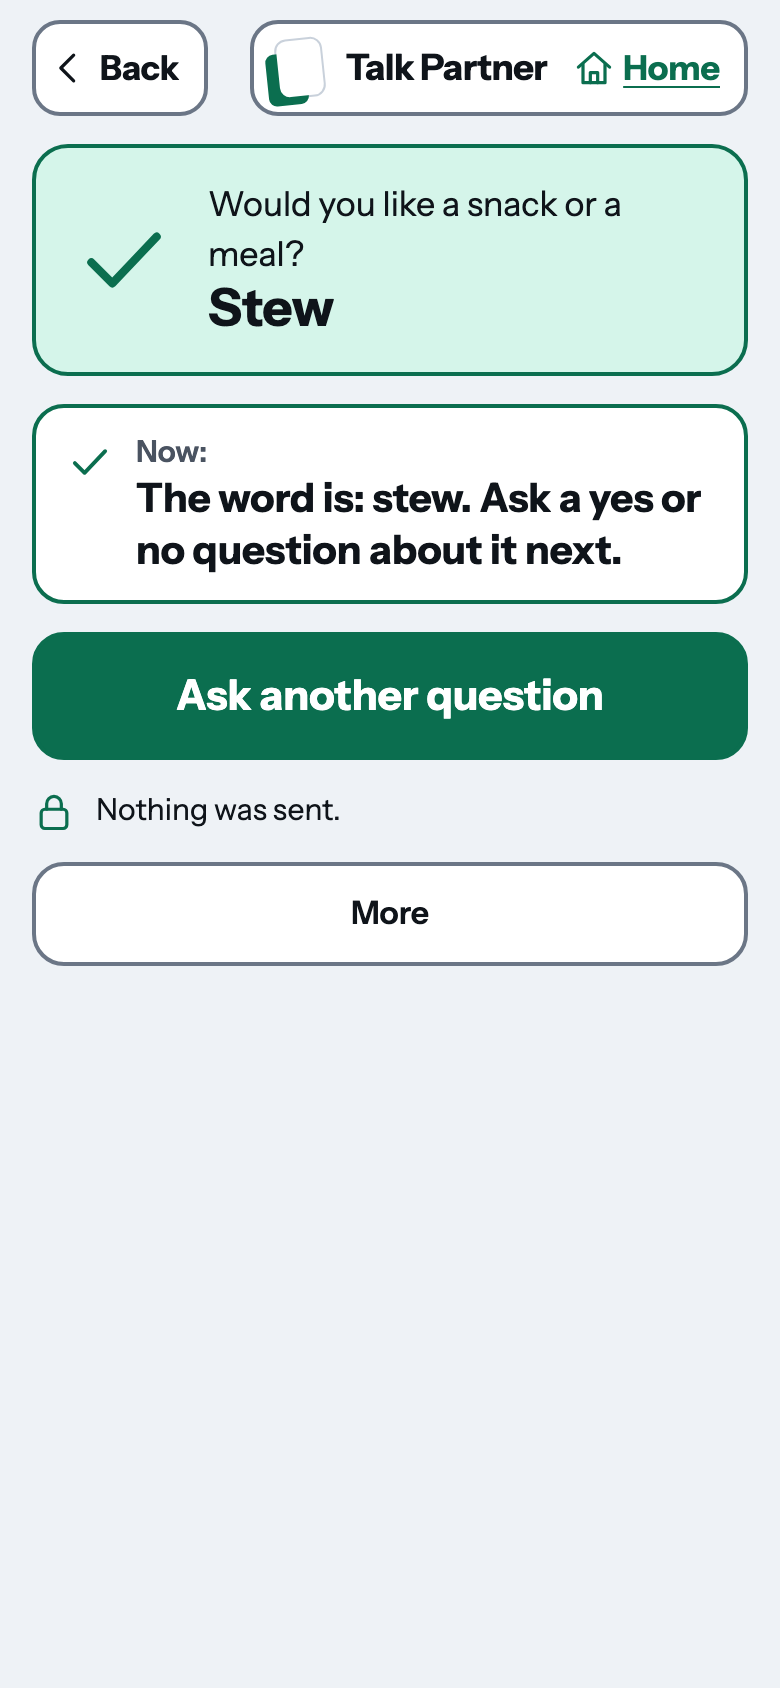 Back
Talk Partner
Home
Would you like a snack or a
meal?
Stew
Now:
The word is: stew. Ask a yes or
no question about it next.
Ask another question
Nothing was sent.
More